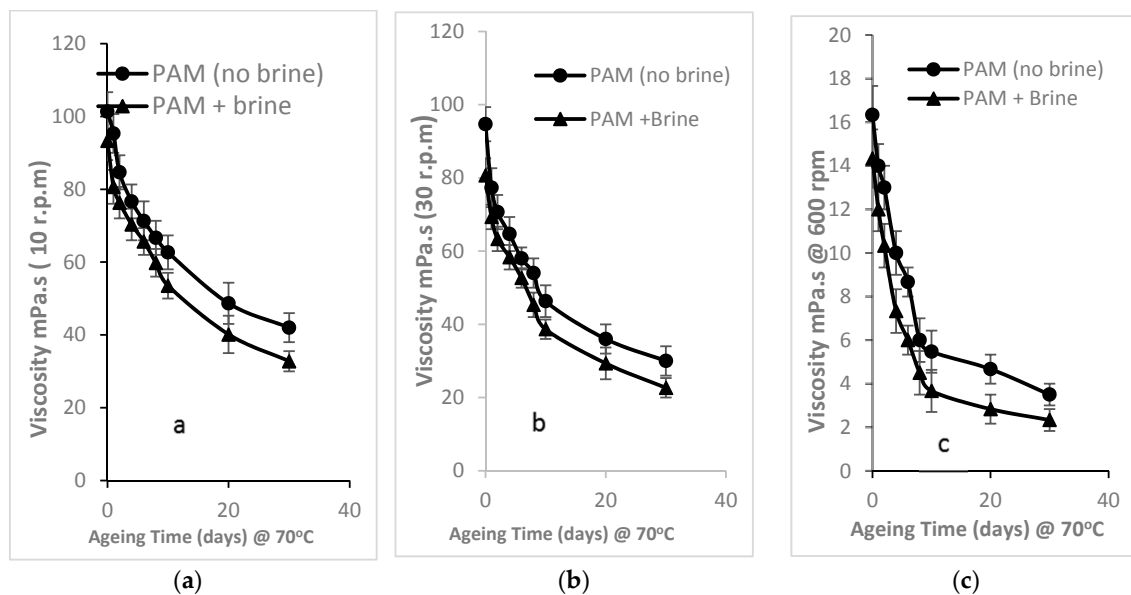 120
100
80
60
40
20
0
0 20 40
Viscosity mPa.s ( 10 r.p.m)
PAM (no brine)
PAM + brine
a
Ageing Time (days) @ 70°C
(a)
120
100
80
60
40
20
0
0 20 40
Viscosity mPa.s (30 r.p.m)
PAM (no brine)
PAM +Brine
b
Ageing Time (days) @ 70°C
(b)
20
18
16
14
12
10
8
6
4
2
0
0 20 40
Viscosity mPa.s @ 600 rpm
PAM (no brine)
PAM + Brine
c
Ageing Time (days) @ 70°C
(c)